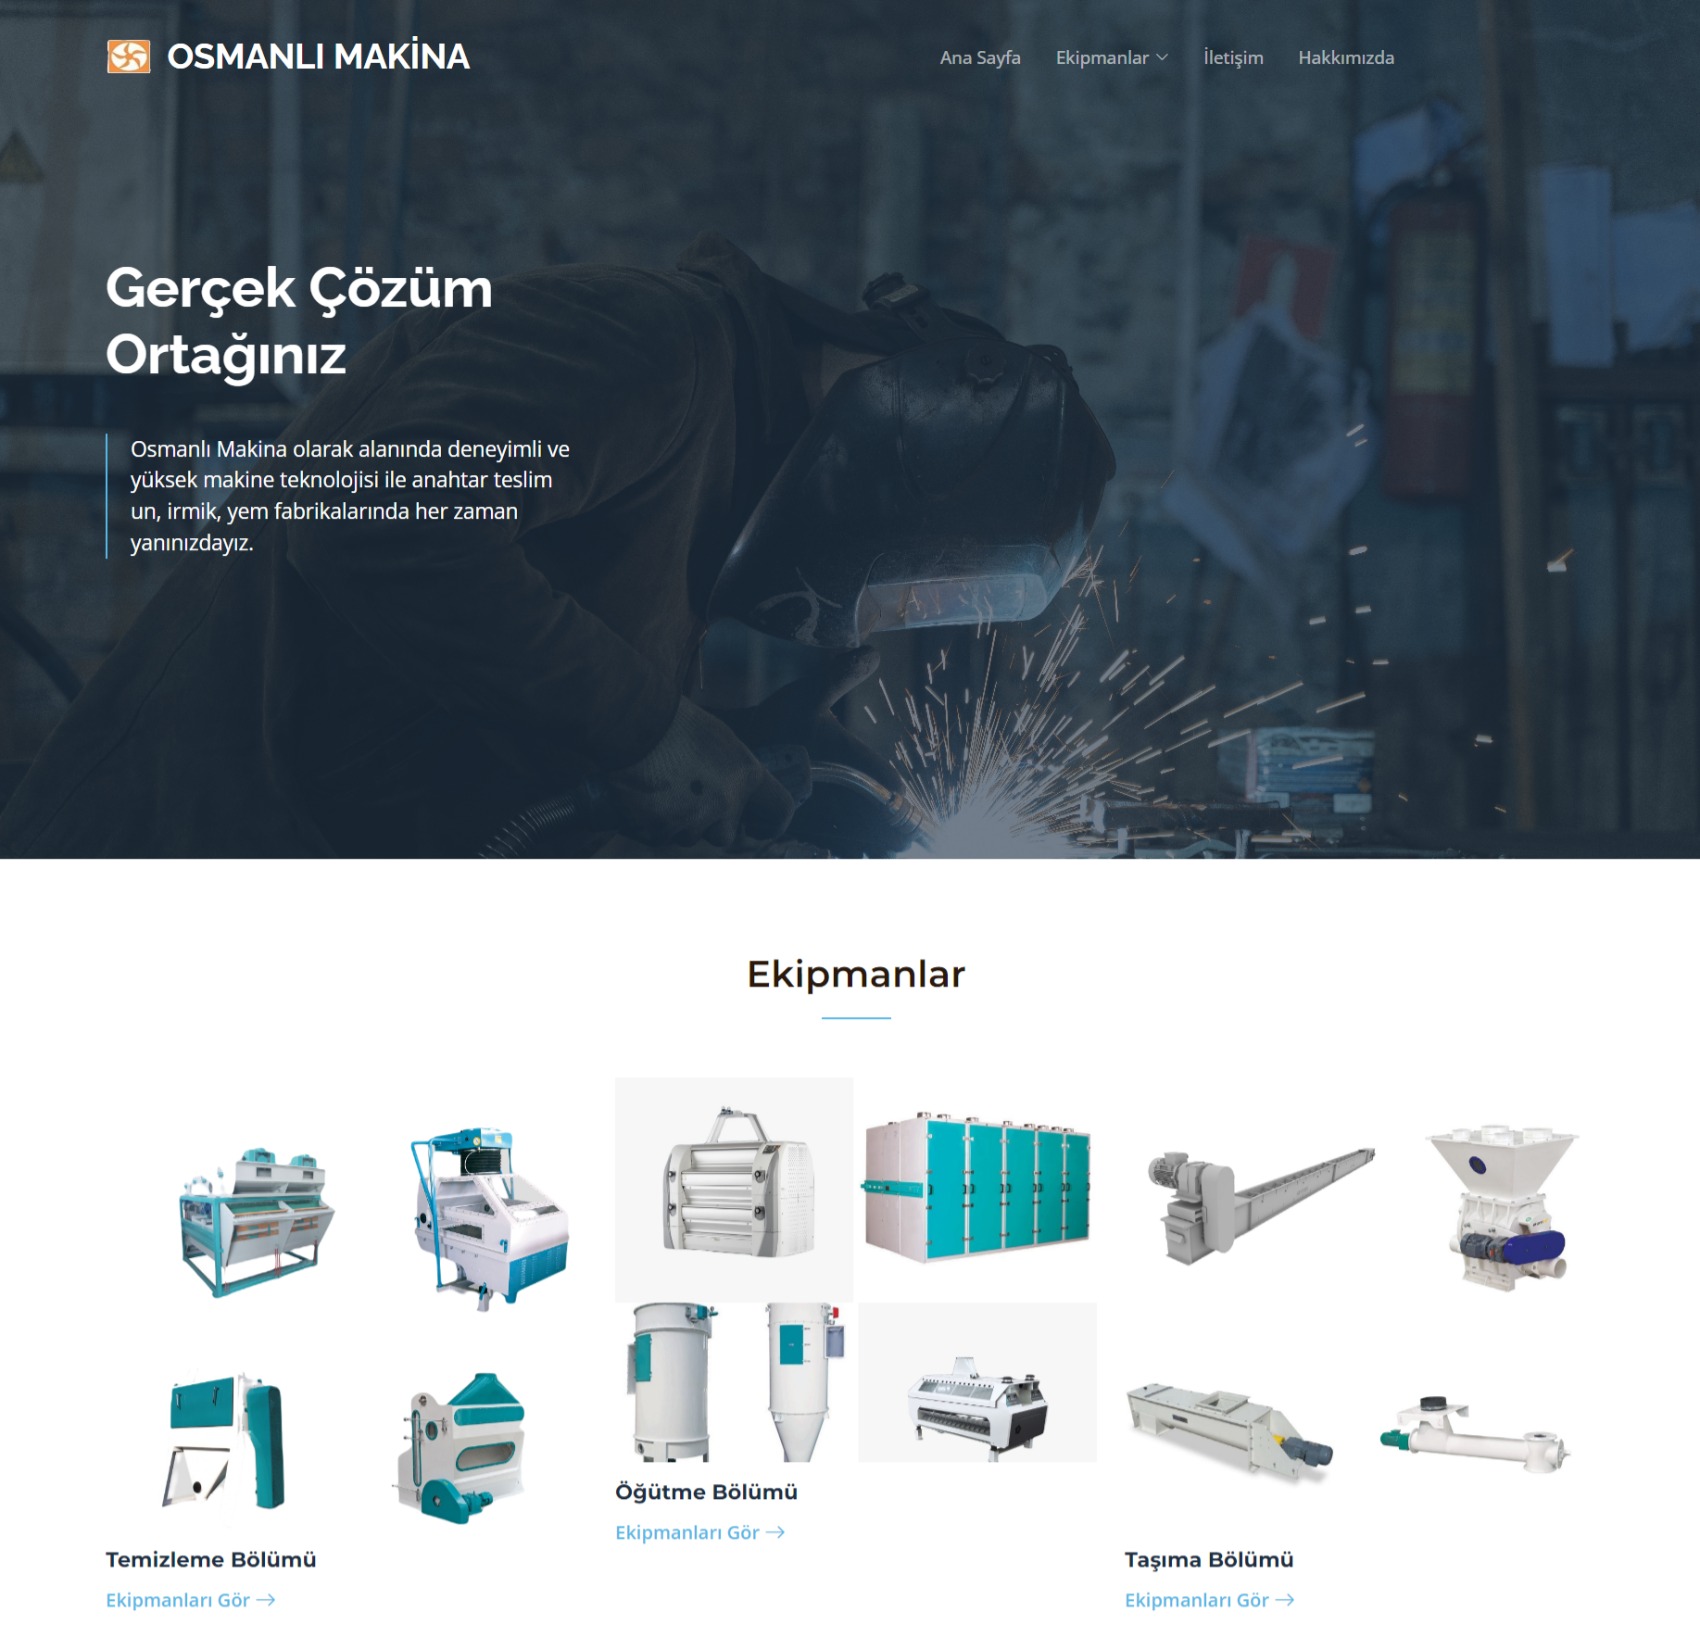 OSMANLI MAKİNA
Ana Sayfa
Ekipmanlar
İletişim
Hakkımızda
Gerçek Çözüm
Ortağınız
Osmanlı Makina olarak alanında deneyimli ve
yüksek makine teknolojisi ile anahtar teslim
un, irmik, yem fabrikalarında her zaman
yanınızdayız.
Ekipmanlar
Temizleme Bölümü
Ekipmanları Gör
Öğütme Bölümü
Ekipmanları Gör
Taşıma Bölümü
Ekipmanları Gör